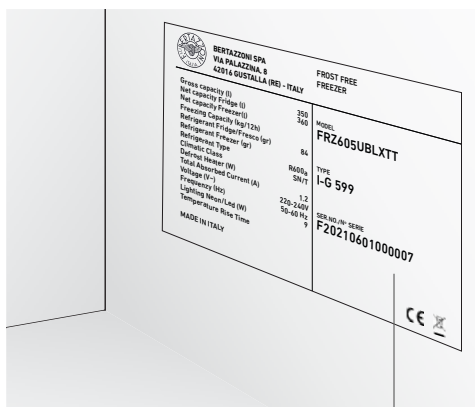 BERTAZZONI
BERTAZZONI SPA
VIA PALAZZINA, 8
42016 GUSTALLA (RE) - ITALY
FROST FREE
FREEZER
Gross capacity (l) 350
Net capacity Fridge (l) 360
Net capacity Freezer(l)
Freezing Capacity (kg/12h)
Refrigerant Fridge/Fresco (gr)
Refrigerant Freezer (gr) 84
Refrigerant Type R600a
Climatic Class SN/T
Defrost Heater (W)
Total Absorbed Current (A) 1.2
Voltage (V~) 220-240V
Frequency (Hz) 50-60 Hz
Lighting Neon/Led (W) 9
Temperature Rise Time
MADE IN ITALY
MODEL
FRZ605UBLXTT
TYPE
I-G 599
SER.NO./N° SERIE
F20210601000007
CE